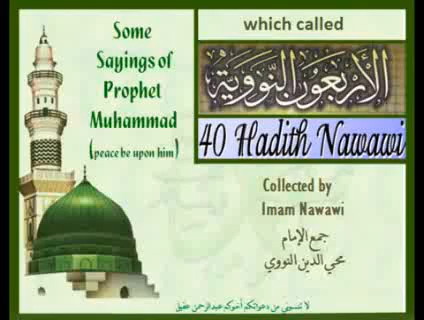 Some
Sayings of
Prophet
Muhammad
(peace be upon him)
which called
الأربعون النووية
40 Hadith Nawawi
Collected by
Imam Nawawi
جمع الإمام
محي الدين النووي
لا تنسوني من دعواتكم أخوكم عبدالرحمن شفيق